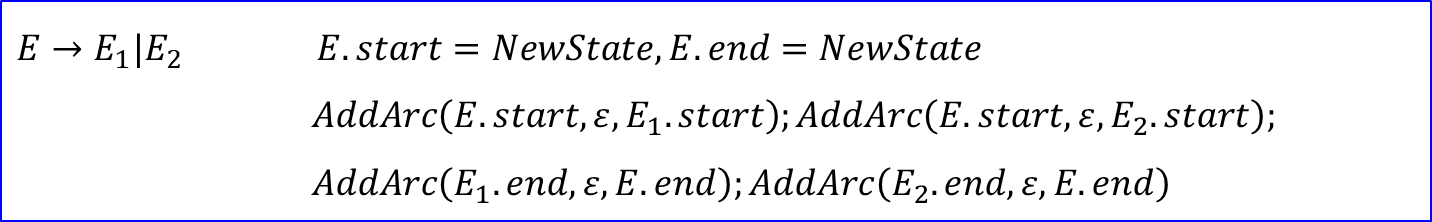 E → E₁|E₂ E.start = NewState, E.end = NewState
AddArc(E.start, ε, E₁.start); AddArc(E.start, ε, E₂.start);
AddArc(E₁.end, ε, E.end); AddArc(E₂.end, ε, E.end)